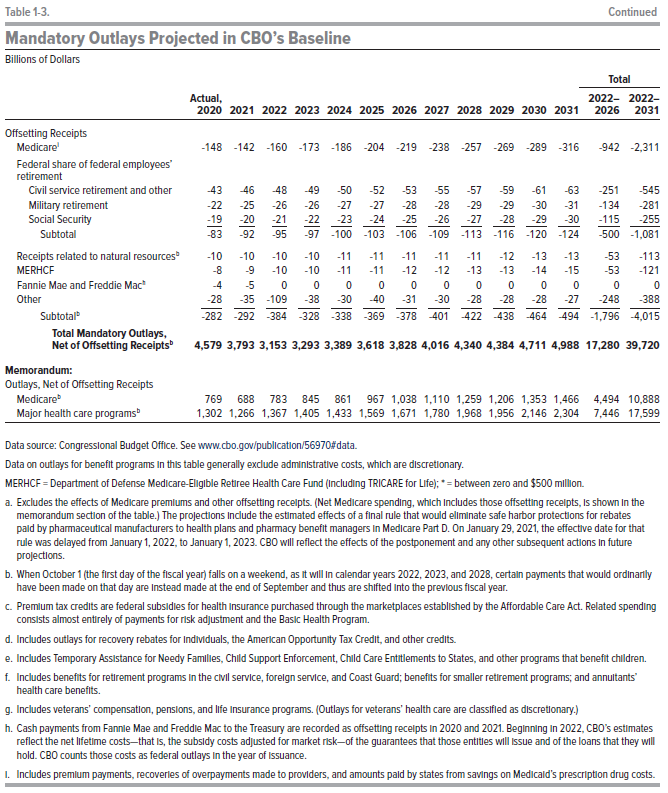 Table 1-3. Continued
Mandatory Outlays Projected in CBO's Baseline
Billions of Dollars
Total
Actual, 2022– 2022–
2020 2021 2022 2023 2024 2025 2026 2027 2028 2029 2030 2031 2026 2031
Offsetting Receipts
Medicareⁱ -148 -142 -160 -173 -186 -204 -219 -238 -257 -269 -289 -316 -942 -2,311
Federal share of federal employees'
retirement
Civil service retirement and other -43 -46 -48 -49 -50 -52 -53 -55 -57 -59 -61 -63 -251 -545
Military retirement -22 -25 -26 -26 -27 -27 -28 -28 -29 -29 -30 -31 -134 -281
Social Security -19 -20 -21 -22 -23 -24 -25 -26 -27 -28 -29 -30 -115 -255
Subtotal -83 -92 -95 -97 -100 -103 -106 -109 -113 -116 -120 -124 -500 -1,081
Receipts related to natural resourcesᵇ -10 -10 -10 -10 -11 -11 -11 -11 -11 -12 -13 -13 -53 -113
MERHCF -8 -9 -10 -10 -11 -11 -12 -12 -13 -13 -14 -15 -53 -121
Fannie Mae and Freddie Macʰ -4 -5 0 0 0 0 0 0 0 0 0 0 0 0
Other -28 -35 -109 -38 -30 -40 -31 -30 -28 -28 -28 -27 -248 -388
Subtotalᵇ -282 -292 -384 -328 -338 -369 -378 -401 -422 -438 -464 -494 -1,796 -4,015
Total Mandatory Outlays,
Net of Offsetting Receiptsᵇ 4,579 3,793 3,153 3,293 3,389 3,618 3,828 4,016 4,340 4,384 4,711 4,988 17,280 39,720
Memorandum:
Outlays, Net of Offsetting Receipts
Medicareᵇ 769 688 783 845 861 967 1,038 1,110 1,259 1,206 1,353 1,466 4,494 10,888
Major health care programsᵇ 1,302 1,266 1,367 1,405 1,433 1,569 1,671 1,780 1,968 1,956 2,146 2,304 7,446 17,599
Data source: Congressional Budget Office. See www.cbo.gov/publication/56970#data.
Data on outlays for benefit programs in this table generally exclude administrative costs, which are discretionary.
MERHCF = Department of Defense Medicare-Eligible Retiree Health Care Fund (including TRICARE for Life); * = between zero and $500 million.
a. Excludes the effects of Medicare premiums and other offsetting receipts. (Net Medicare spending, which includes those offsetting receipts, is shown in the
memorandum section of the table.) The projections include the estimated effects of a final rule that would eliminate safe harbor protections for rebates
paid by pharmaceutical manufacturers to health plans and pharmacy benefit managers in Medicare Part D. On January 29, 2021, the effective date for that
rule was delayed from January 1, 2022, to January 1, 2023. CBO will reflect the effects of the postponement and any other subsequent actions in future
projections.
b. When October 1 (the first day of the fiscal year) falls on a weekend, as it will in calendar years 2022, 2023, and 2028, certain payments that would ordinarily
have been made on that day are instead made at the end of September and thus are shifted into the previous fiscal year.
c. Premium tax credits are federal subsidies for health insurance purchased through the marketplaces established by the Affordable Care Act. Related spending
consists almost entirely of payments for risk adjustment and the Basic Health Program.
d. Includes outlays for recovery rebates for individuals, the American Opportunity Tax Credit, and other credits.
e. Includes Temporary Assistance for Needy Families, Child Support Enforcement, Child Care Entitlements to States, and other programs that benefit children.
f. Includes benefits for retirement programs in the civil service, foreign service, and Coast Guard; benefits for smaller retirement programs; and annuitants'
health care benefits.
g. Includes veterans' compensation, pensions, and life insurance programs. (Outlays for veterans' health care are classified as discretionary.)
h. Cash payments from Fannie Mae and Freddie Mac to the Treasury are recorded as offsetting receipts in 2020 and 2021. Beginning in 2022, CBO's estimates
reflect the net lifetime costs—that is, the subsidy costs adjusted for market risk—of the guarantees that those entities will issue and of the loans that they will
hold. CBO counts those costs as federal outlays in the year of issuance.
i. Includes premium payments, recoveries of overpayments made to providers, and amounts paid by states from savings on Medicaid's prescription drug costs.